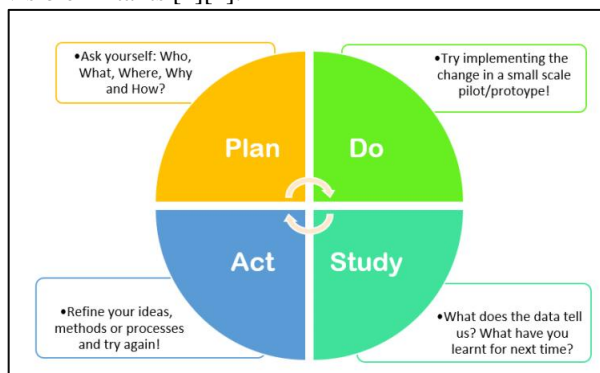 •Ask yourself: Who,
What, Where, Why
and How?
•Try implementing the
change in a small scale
pilot/protoype!
Plan
Do
Act
Study
•Refine your ideas,
methods or processes
and try again!
•What does the data tell
us? What have you
learnt for next time?